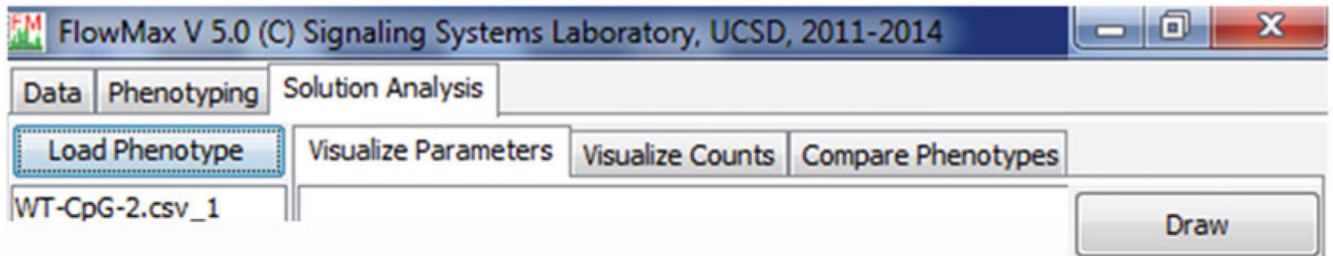 FM FlowMax V 5.0 (C) Signaling Systems Laboratory, UCSD, 2011-2014
Data Phenotyping Solution Analysis
Load Phenotype Visualize Parameters Visualize Counts Compare Phenotypes
WT-CpG-2.csv_1 Draw